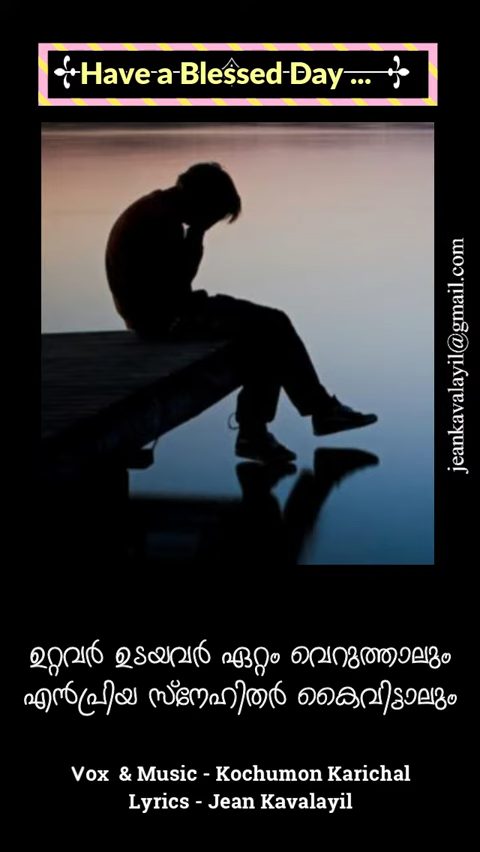 Have a Blessed Day ...
jeankavalayil@gmail.com
ഉറ്റവർ ഉടയവർ ഏറ്റം വെറുത്താലും
എൻപ്രിയ സ്നേഹിതർ കൈവിട്ടാലും
Vox & Music - Kochumon Karichal
Lyrics - Jean Kavalayil